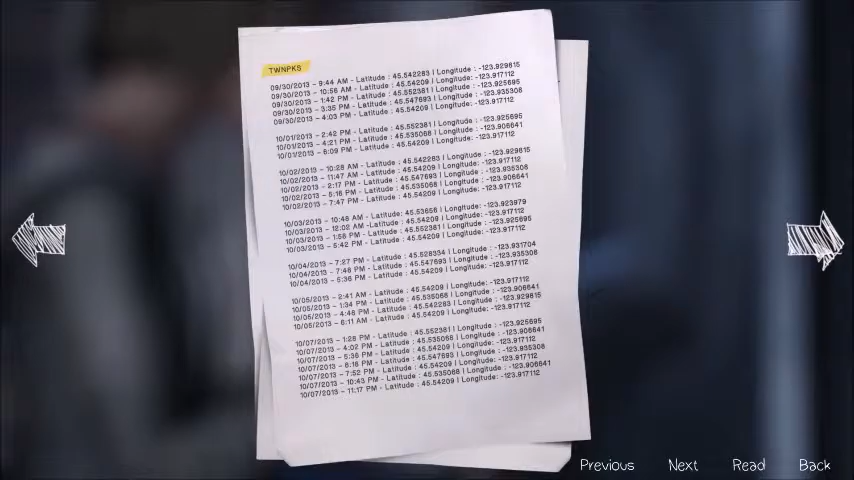 TWNPKS
09/30/2013 - 9:44 AM - Latitude : 45.542283 | Longitude : -123.929815
09/30/2013 - 10:56 AM - Latitude : 45.54209 | Longitude: -123.917112
09/30/2013 - 1:42 PM - Latitude : 45.552381 | Longitude : -123.925695
09/30/2013 - 3:35 PM - Latitude : 45.547693 | Longitude : -123.935308
09/30/2013 - 4:03 PM - Latitude : 45.54209 | Longitude: -123.917112
10/01/2013 - 2:42 PM - Latitude : 45.552381 | Longitude : -123.925695
10/01/2013 - 4:21 PM - Latitude : 45.535068 | Longitude : -123.906641
10/01/2013 - 6:09 PM - Latitude : 45.54209 | Longitude: -123.917112
10/02/2013 - 10:28 AM - Latitude : 45.542283 | Longitude : -123.929815
10/02/2013 - 11:47 AM - Latitude : 45.54209 | Longitude: -123.917112
10/02/2013 - 2:17 PM - Latitude : 45.547693 | Longitude : -123.935308
10/02/2013 - 5:16 PM - Latitude : 45.535068 | Longitude : -123.906641
10/02/2013 - 7:47 PM - Latitude : 45.54209 | Longitude: -123.917112
10/03/2013 - 10:48 AM - Latitude: 45.53658 | Longitude: -123.923979
10/03/2013 - 12:02 AM - Latitude : 45.54209 | Longitude: -123.917112
10/03/2013 - 1:58 PM - Latitude : 45.552381 | Longitude : -123.925695
10/03/2013 - 5:42 PM - Latitude : 45.54209 | Longitude: -123.917112
10/04/2013 - 7:27 PM - Latitude : 45.528334 | Longitude: -123.931704
10/04/2013 - 7:46 PM - Latitude : 45.547693 | Longitude : -123.935308
10/04/2013 - 5:36 PM - Latitude : 45.54209 | Longitude: -123.917112
10/05/2013 - 2:41 AM - Latitude : 45.54209 | Longitude: -123.917112
10/05/2013 - 1:34 PM - Latitude : 45.535068 | Longitude : -123.906641
10/05/2013 - 4:46 PM - Latitude : 45.542283 | Longitude : -123.929815
10/05/2013 - 6:11 AM - Latitude : 45.54209 | Longitude: -123.917112
10/07/2013 - 1:28 PM - Latitude : 45.552381 | Longitude : -123.925695
10/07/2013 - 4:02 PM - Latitude : 45.535068 | Longitude : -123.906641
10/07/2013 - 5:36 PM - Latitude : 45.54209 | Longitude: -123.917112
10/07/2013 - 6:18 PM - Latitude : 45.547693 | Longitude : -123.935308
10/07/2013 - 7:52 PM - Latitude : 45.54209 | Longitude: -123.917112
10/07/2013 - 10:43 PM - Latitude : 45.535068 | Longitude : -123.906641
10/07/2013 - 11:17 PM - Latitude : 45.54209 | Longitude: -123.917112
Previous Next Read Back